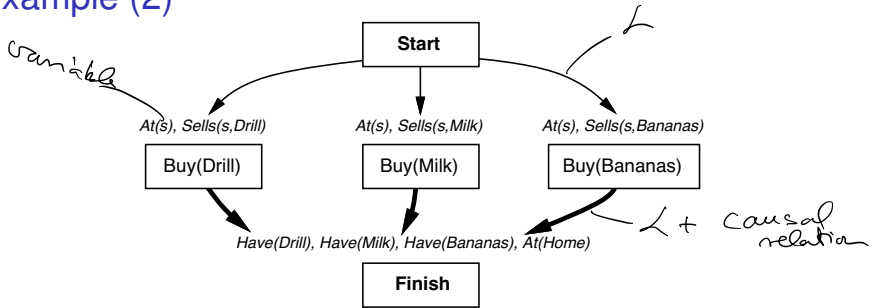 xample (2)
Start
variable
At(s), Sells(s,Drill)
At(s), Sells(s,Milk)
At(s), Sells(s,Bananas)
Buy(Drill)
Buy(Milk)
Buy(Bananas)
+ causal
relation
Have(Drill), Have(Milk), Have(Bananas), At(Home)
Finish